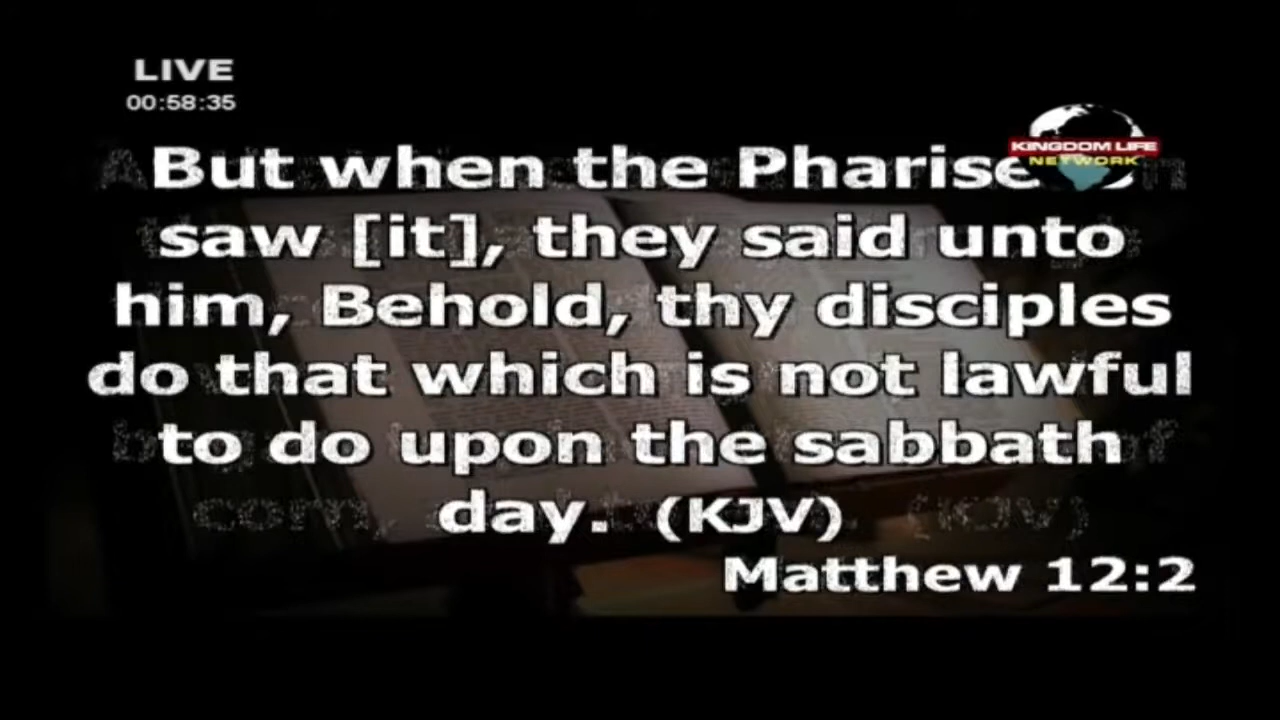 LIVE
00:58:35
KINGDOM LIFE
NETWORK
But when the Pharise
saw [it], they said unto
him, Behold, thy disciples
do that which is not lawful
to do upon the sabbath
day. (KJV)
Matthew 12:2